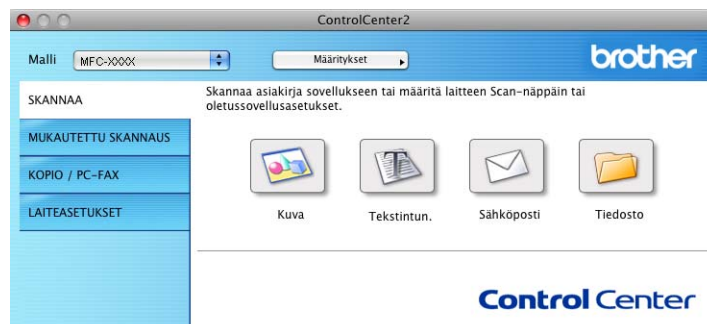 ControlCenter2
Malli MFC-XXXX Määritykset brother
SKANNAA
Skannaa asiakirja sovellukseen tai määritä laitteen Scan-näppäin tai
oletussovellusasetukset.
MUKAUTETTU SKANNAUS
KOPIO / PC-FAX
LAITEASETUKSET
Kuva Tekstintun. Sähköposti Tiedosto
Control Center